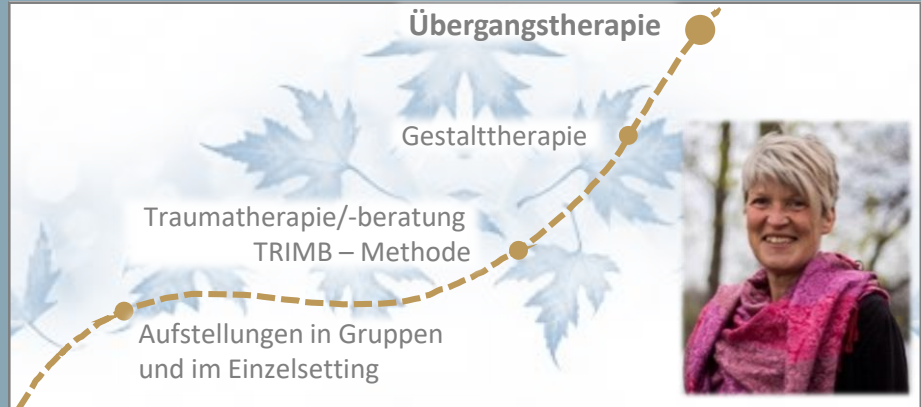 Übergangstherapie
Gestalttherapie
Traumatherapie/-beratung
TRIMB – Methode
Aufstellungen in Gruppen
und im Einzelsetting